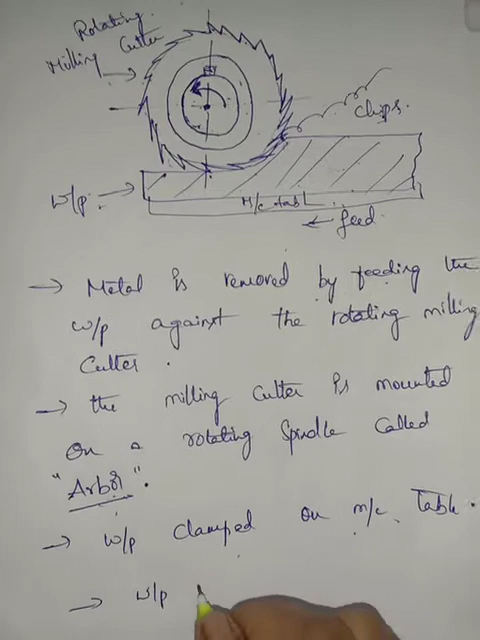 Rotating
Milling Cutter
chips.
w/p.
M/c tabl
← feed.
→ Metal is removed by feeding the
w/p against the rotating milling
Cutter.
→ the milling Cutter is mounted
on a rotating Spindle Called
"Arbor".
→ w/p clamped on m/c Table.
→ w/p